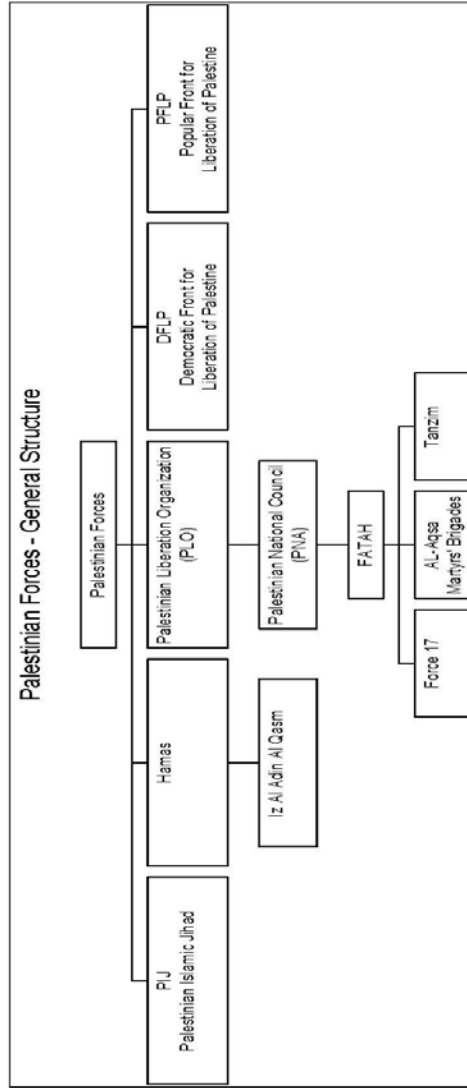 Palestinian Forces - General Structure
Palestinian Forces
PIJ
Palestinian Islamic Jihad
Hamas
Palestinian Liberation Organization
(PLO)
DFLP
Democratic Front for
Liberation of Palestine
PFLP
Popular Front for
Liberation of Palestine
Iz Al Adin Al Qasm
Palestinian National Council
(PNA)
FATAH
Force 17
AL-Aqsa
Martyrs' Brigades
Tanzim